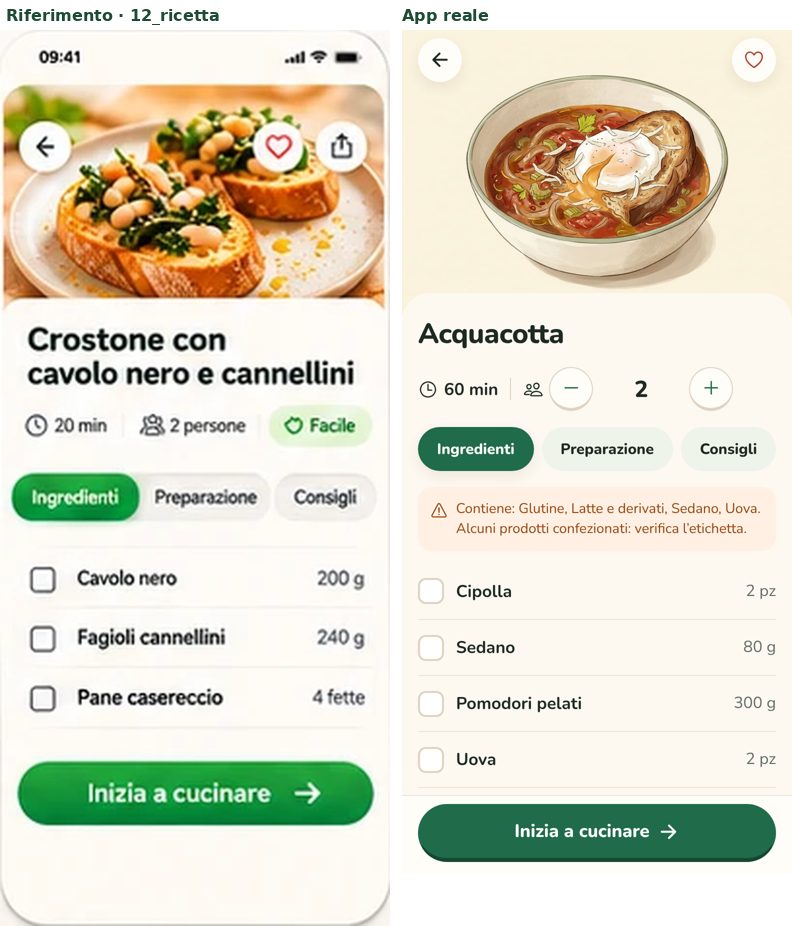 Riferimento · 12_ricetta
09:41
Crostone con
cavolo nero e cannellini
20 min
2 persone
Facile
Ingredienti
Preparazione
Consigli
Cavolo nero
200 g
Fagioli cannellini
240 g
Pane casereccio
4 fette
Inizia a cucinare →
App reale
Acquacotta
60 min
2
Ingredienti
Preparazione
Consigli
Contiene: Glutine, Latte e derivati, Sedano, Uova.
Alcuni prodotti confezionati: verifica l'etichetta.
Cipolla
2 pz
Sedano
80 g
Pomodori pelati
300 g
Uova
2 pz
Inizia a cucinare →